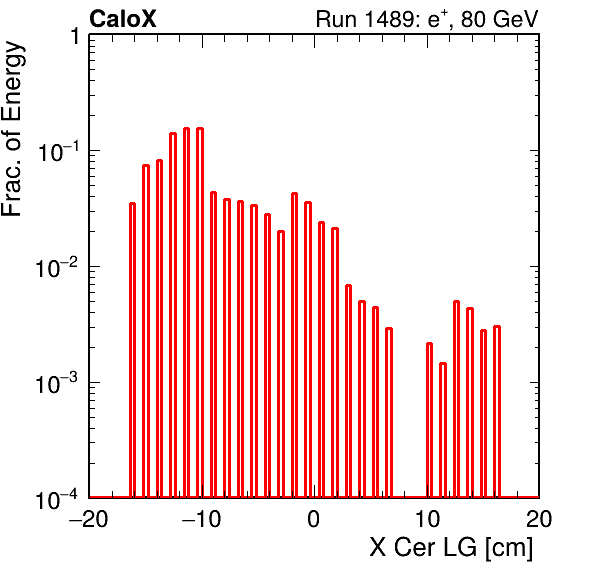 CaloX
Run 1489: e⁺, 80 GeV
Frac. of Energy
1
10⁻¹
10⁻²
10⁻³
10⁻⁴
−20
−10
0
10
20
X Cer LG [cm]